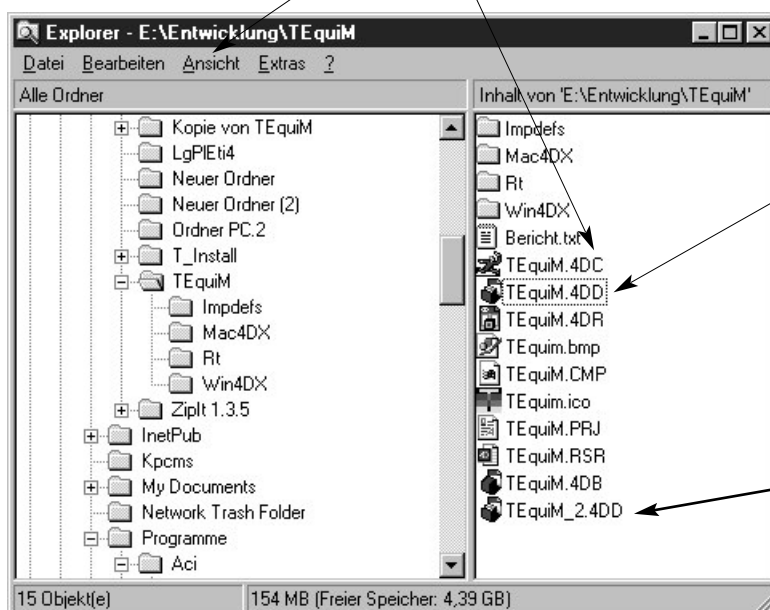 Explorer - E:\Entwicklung\TEquiM
Datei Bearbeiten Ansicht Extras ?
Alle Ordner
Inhalt von 'E:\Entwicklung\TEquiM'
Kopie von TEquiM
LgPlEti4
Neuer Ordner
Neuer Ordner (2)
Ordner PC.2
T_Install
TEquiM
Impdefs
Mac4DX
Rt
Win4DX
ZipIt 1.3.5
InetPub
Kpcms
My Documents
Network Trash Folder
Programme
Aci
Impdefs
Mac4DX
Rt
Win4DX
Bericht.txt
TEquiM.4DC
TEquiM.4DD
TEquiM.4DR
TEquim.bmp
TEquiM.CMP
TEquim.ico
TEquiM.PRJ
TEquiM.RSR
TEquiM.4DB
TEquiM_2.4DD
15 Objekt(e)
154 MB (Freier Speicher: 4,39 GB)